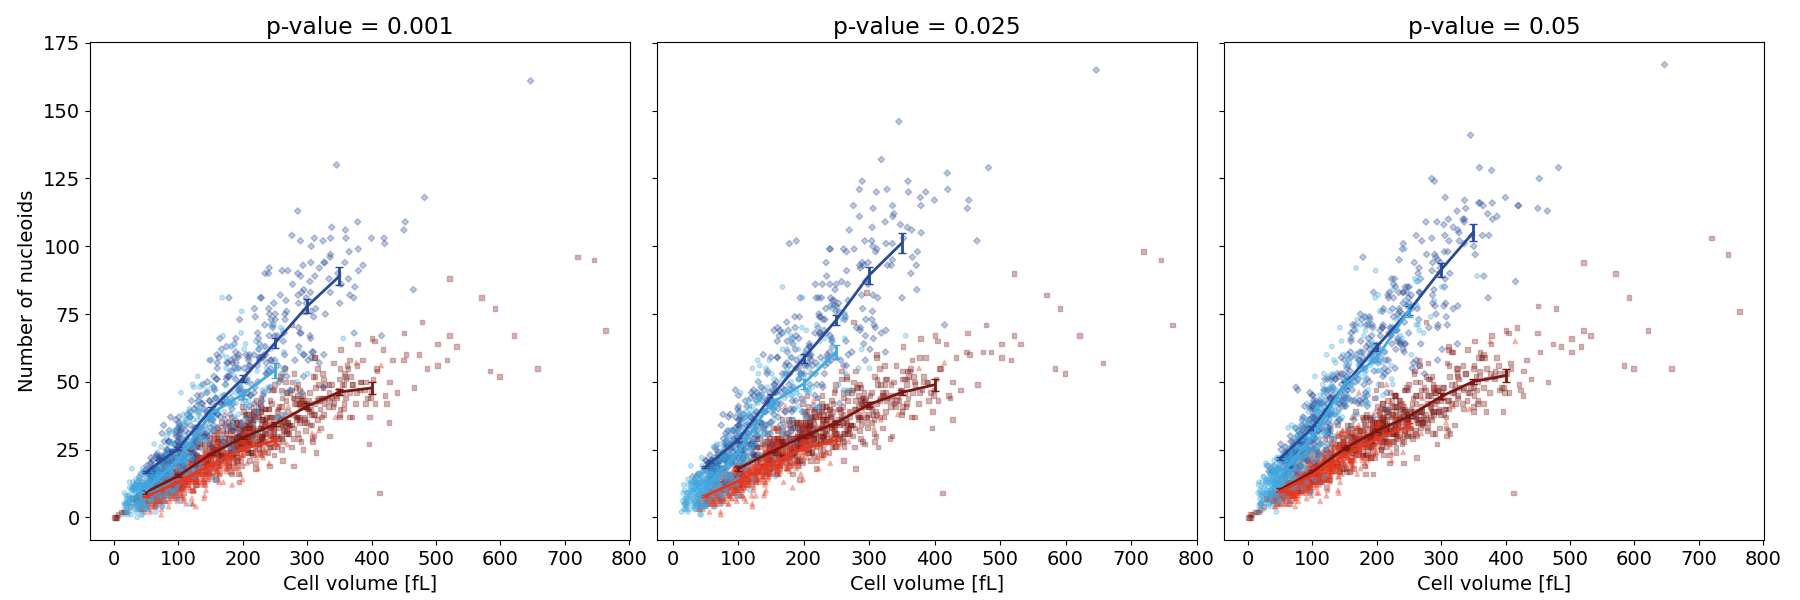 p-value = 0.001
p-value = 0.025
p-value = 0.05
Number of nucleoids
175
150
125
100
75
50
25
0
0 100 200 300 400 500 600 700 800
0 100 200 300 400 500 600 700 800
0 100 200 300 400 500 600 700 800
Cell volume [fL]
Cell volume [fL]
Cell volume [fL]